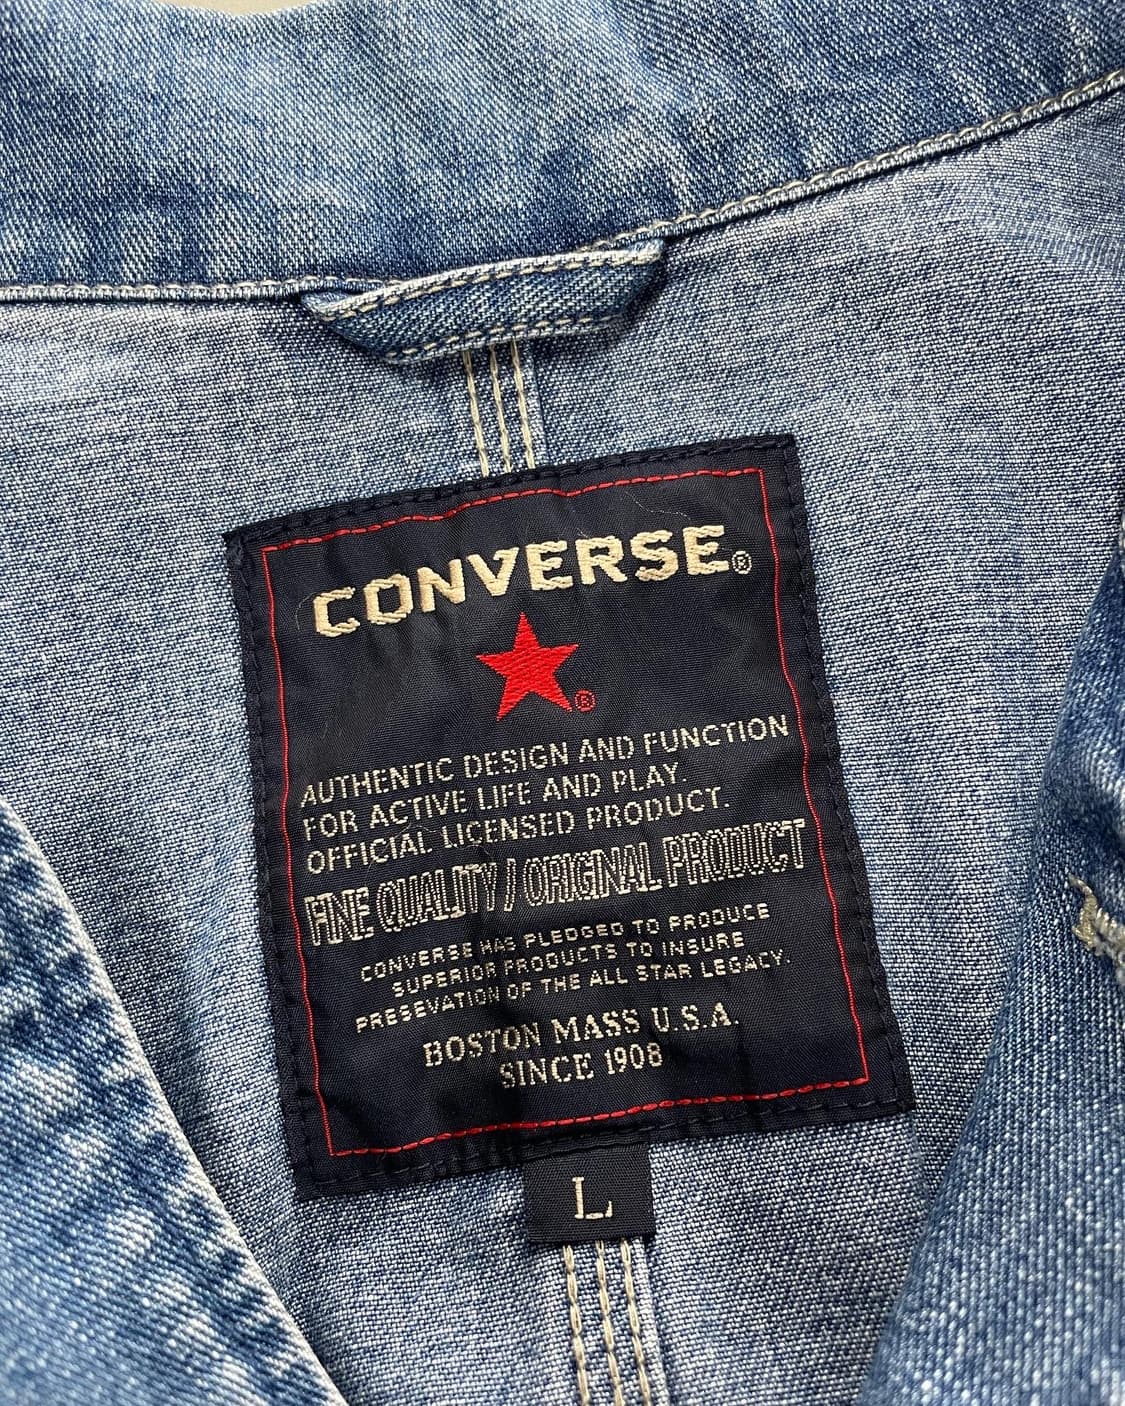 CONVERSE®
®
AUTHENTIC DESIGN AND FUNCTION
FOR ACTIVE LIFE AND PLAY.
OFFICIAL LICENSED PRODUCT.
FINE QUALITY / ORIGINAL PRODUCT
CONVERSE HAS PLEDGED TO PRODUCE
SUPERIOR PRODUCTS TO INSURE
PRESEVATION OF THE ALL STAR LEGACY.
BOSTON MASS U.S.A.
SINCE 1908
L